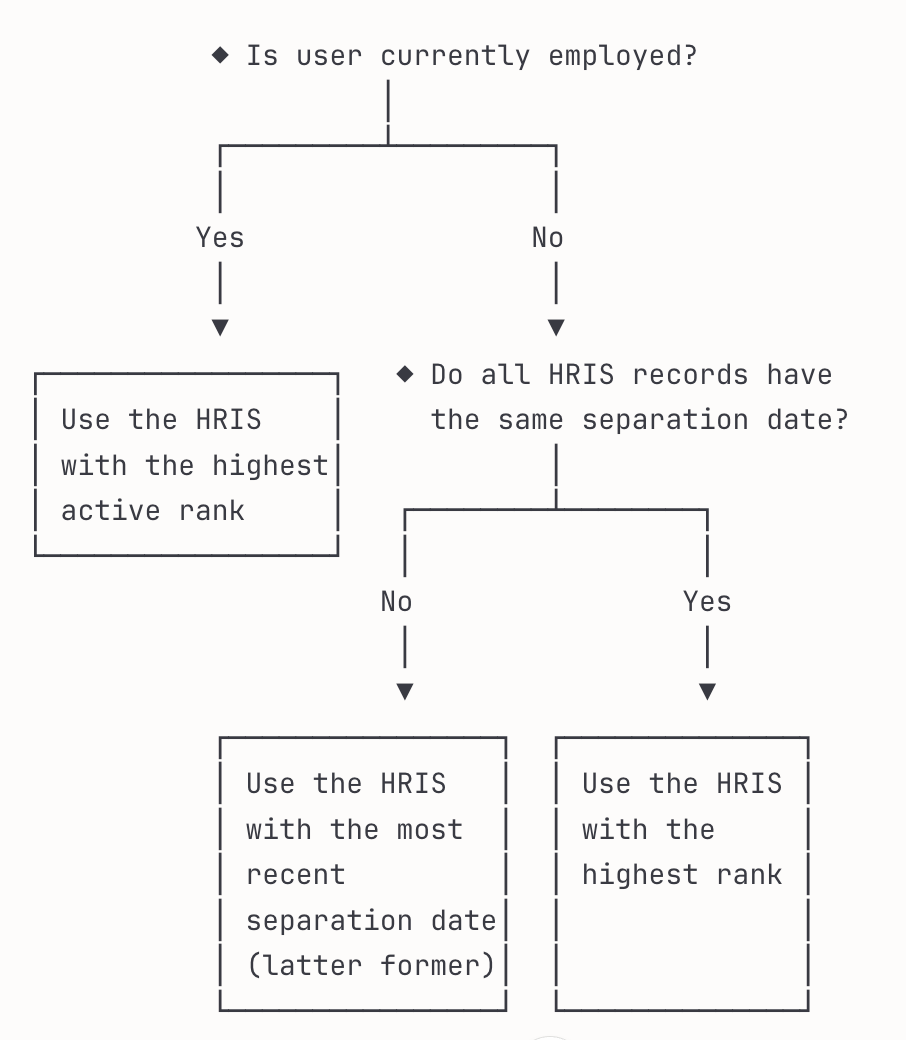 ◆ Is user currently employed?
Yes
No
Use the HRIS
with the highest
active rank
◆ Do all HRIS records have
the same separation date?
No
Yes
Use the HRIS
with the most
recent
separation date
(latter former)
Use the HRIS
with the
highest rank